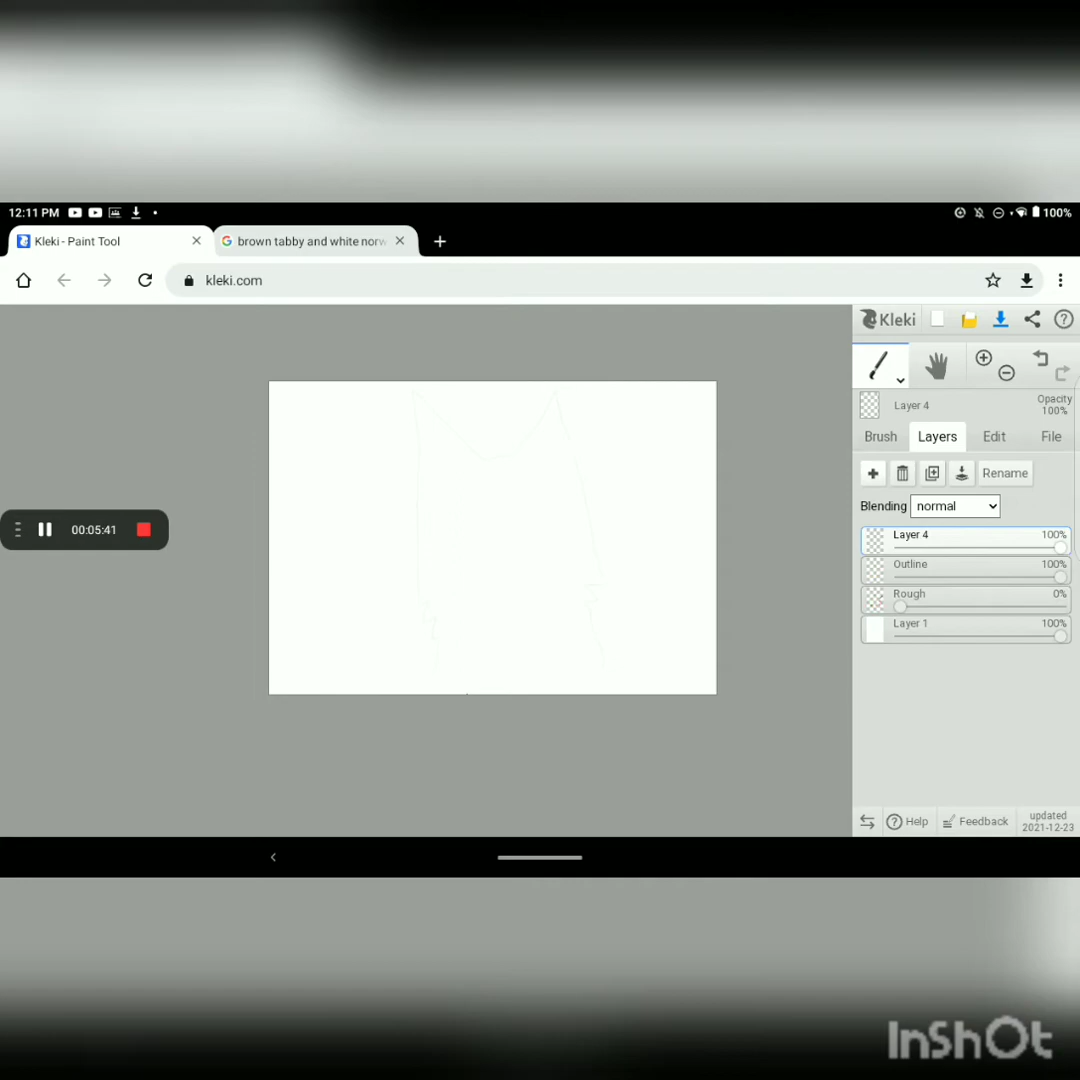 12:11 PM
100%
Kleki - Paint Tool
brown tabby and white norw
kleki.com
Kleki
Layer 4
Opacity
100%
Brush
Layers
Edit
File
Rename
Blending
normal
00:05:41
Layer 4
100%
Outline
100%
Rough
0%
Layer 1
100%
Help
Feedback
updated
2021-12-23
InShOt